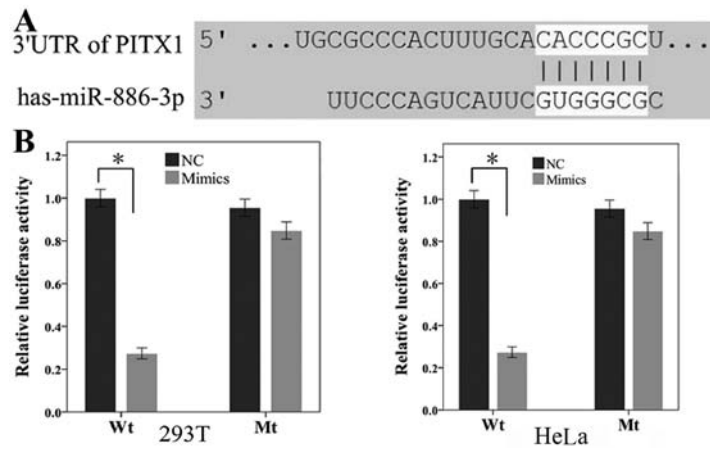 A
3'UTR of PITX1 5' ...UGCGCCCACUUUGCACACCCGCU...
has-miR-886-3p 3' UUCCCAGUCAUUCGUGGGCGC
B
Relative luciferase activity
1.2
1.0
0.8
0.6
0.4
0.2
0.0
*
NC
Mimics
Wt
Mt
293T
Relative luciferase activity
1.2
1.0
0.8
0.6
0.4
0.2
0.0
*
NC
Mimics
Wt
Mt
HeLa